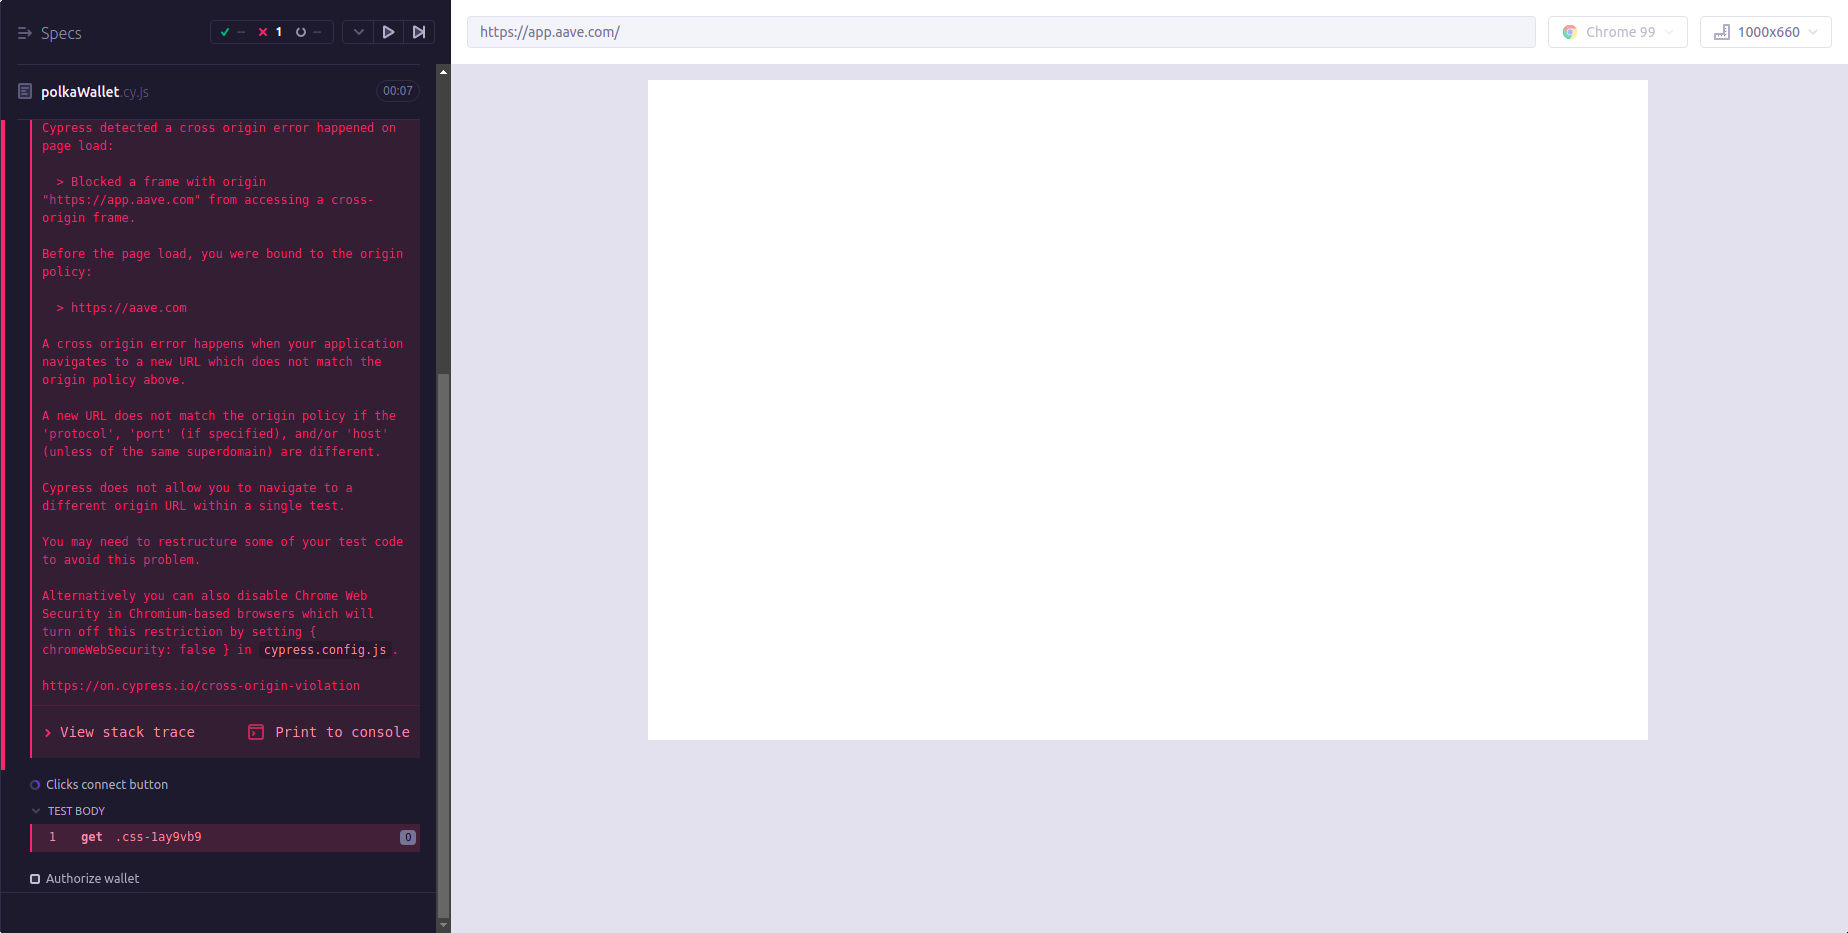 Specs
-- 1 --
https://app.aave.com/
Chrome 99
1000x660
polkaWallet.cy.js
00:07
Cypress detected a cross origin error happened on
page load:
> Blocked a frame with origin
"https://app.aave.com" from accessing a cross-
origin frame.
Before the page load, you were bound to the origin
policy:
> https://aave.com
A cross origin error happens when your application
navigates to a new URL which does not match the
origin policy above.
A new URL does not match the origin policy if the
'protocol', 'port' (if specified), and/or 'host'
(unless of the same superdomain) are different.
Cypress does not allow you to navigate to a
different origin URL within a single test.
You may need to restructure some of your test code
to avoid this problem.
Alternatively you can also disable Chrome Web
Security in Chromium-based browsers which will
turn off this restriction by setting {
chromeWebSecurity: false } in cypress.config.js.
https://on.cypress.io/cross-origin-violation
View stack trace
Print to console
Clicks connect button
TEST BODY
1 get .css-1ay9vb9 0
Authorize wallet